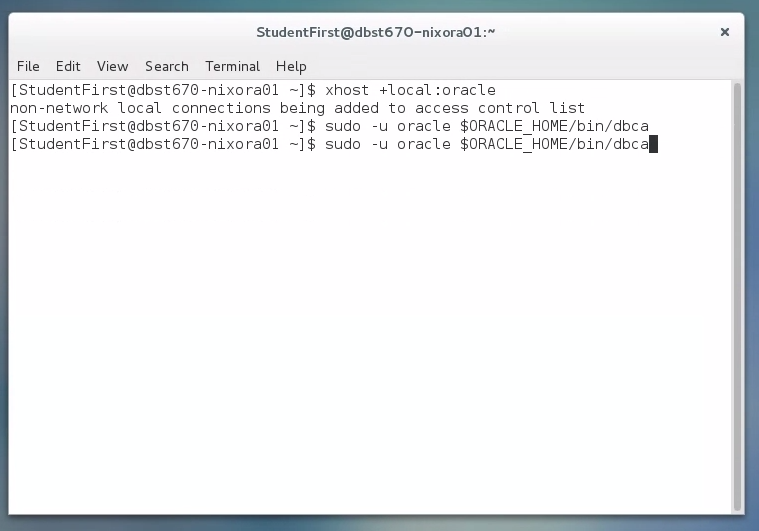 StudentFirst@dbst670-nixora01:~
File Edit View Search Terminal Help
[StudentFirst@dbst670-nixora01 ~]$ xhost +local:oracle
non-network local connections being added to access control list
[StudentFirst@dbst670-nixora01 ~]$ sudo -u oracle $ORACLE_HOME/bin/dbca
[StudentFirst@dbst670-nixora01 ~]$ sudo -u oracle $ORACLE_HOME/bin/dbca